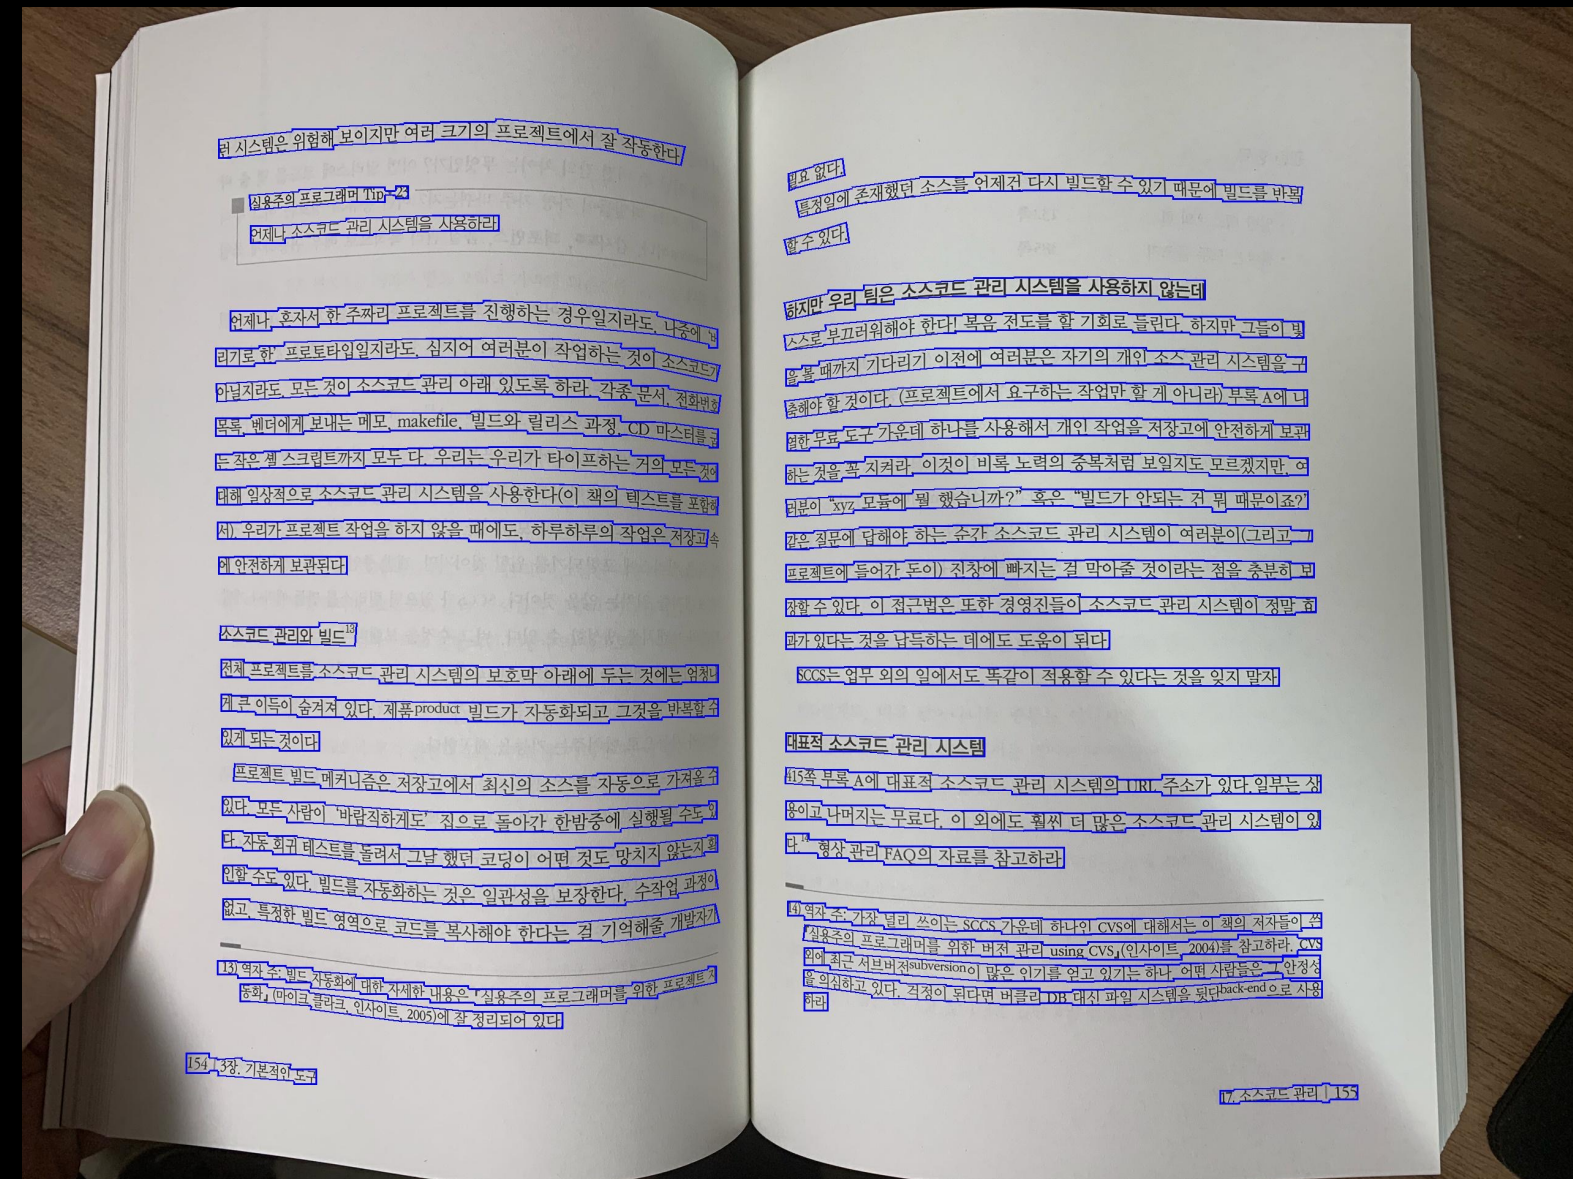 런 시스템은 위험해 보이지만 여러 크기의 프로젝트에서 잘 작동한다
실용주의 프로그래머 Tip 23
언제나 소스코드 관리 시스템을 사용하라
언제나. 혼자서 한 주짜리 프로젝트를 진행하는 경우일지라도, 나중에 '버
리기로 한' 프로토타입일지라도, 심지어 여러분이 작업하는 것이 소스코드가
아닐지라도. 모든 것이 소스코드 관리 아래 있도록 하라. 각종 문서, 전화번호
목록, 벤더에게 보내는 메모, makefile, 빌드와 릴리스 과정, CD 마스터를 굽
는 작은 셸 스크립트까지 모두 다. 우리는 우리가 타이프하는 거의 모든 것에
대해 일상적으로 소스코드 관리 시스템을 사용한다(이 책의 텍스트를 포함해
서). 우리가 프로젝트 작업을 하지 않을 때에도, 하루하루의 작업은 저장고 속
에 안전하게 보관된다
소스코드 관리와 빌드13
전체 프로젝트를 소스코드 관리 시스템의 보호막 아래에 두는 것에는 엄청나
게 큰 이득이 숨겨져 있다. 제품product 빌드가 자동화되고 그것을 반복할 수
있게 되는 것이다
프로젝트 빌드 메커니즘은 저장고에서 최신의 소스를 자동으로 가져올 수
있다. 모든 사람이 '바람직하게도' 집으로 돌아간 한밤중에 실행될 수도 있
다. 자동 회귀 테스트를 돌려서 그날 했던 코딩이 어떤 것도 망치지 않는지 확
인할 수도 있다. 빌드를 자동화하는 것은 일관성을 보장한다. 수작업 과정이
없고, 특정한 빌드 영역으로 코드를 복사해야 한다는 걸 기억해줄 개발자가
13) 역자 주: 빌드 자동화에 대한 자세한 내용은 『실용주의 프로그래머를 위한 프로젝트 자
동화』(마이크 클라크, 인사이트, 2005)에 잘 정리되어 있다
154 | 3장. 기본적인 도구
필요 없다.
특정일에 존재했던 소스를 언제건 다시 빌드할 수 있기 때문에 빌드를 반복
할 수 있다.
하지만 우리 팀은 소스코드 관리 시스템을 사용하지 않는데
스스로 부끄러워해야 한다! 복음 전도를 할 기회로 들린다. 하지만 그들이 빛
을 볼 때까지 기다리기 이전에 여러분은 자기의 개인 소스 관리 시스템을 구
축해야 할 것이다. (프로젝트에서 요구하는 작업만 할 게 아니라) 부록 A에 나
열한 무료 도구 가운데 하나를 사용해서 개인 작업을 저장고에 안전하게 보관
하는 것을 꼭 지켜라. 이것이 비록 노력의 중복처럼 보일지도 모르겠지만, 여
러분이 "xyz 모듈에 뭘 했습니까?" 혹은 "빌드가 안되는 건 뭐 때문이죠?"
같은 질문에 답해야 하는 순간 소스코드 관리 시스템이 여러분이(그리고 그
프로젝트에 들어간 돈이) 진창에 빠지는 걸 막아줄 것이라는 점을 충분히 보
장할 수 있다. 이 접근법은 또한 경영진들이 소스코드 관리 시스템이 정말 효
과가 있다는 것을 납득하는 데에도 도움이 된다
SCCS는 업무 외의 일에서도 똑같이 적용할 수 있다는 것을 잊지 말자
대표적 소스코드 관리 시스템
415쪽 부록 A에 대표적 소스코드 관리 시스템의 URL 주소가 있다. 일부는 상
용이고 나머지는 무료다. 이 외에도 훨씬 더 많은 소스코드 관리 시스템이 있
다.14 형상 관리 FAQ의 자료를 참고하라
14) 역자 주: 가장 널리 쓰이는 SCCS 가운데 하나인 CVS에 대해서는 이 책의 저자들이 쓴
『실용주의 프로그래머를 위한 버전 관리 using CVS』(인사이트, 2004)를 참고하라. CVS
외에 최근 서브버전subversion이 많은 인기를 얻고 있기는 하나, 어떤 사람들은 그 안정성
을 의심하고 있다. 걱정이 된다면 버클리 DB 대신 파일 시스템을 뒷단back-end으로 사용
하라
17. 소스코드 관리 | 155